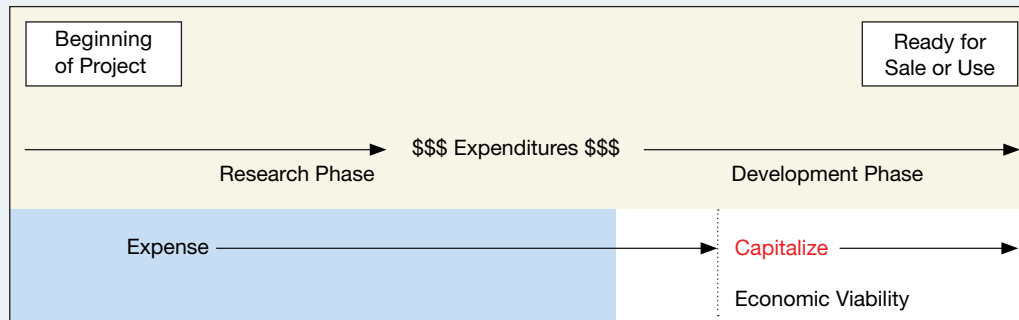 Beginning
of Project
Ready for
Sale or Use
$$$ Expenditures $$$
Research Phase
Development Phase
Expense
Capitalize
Economic Viability